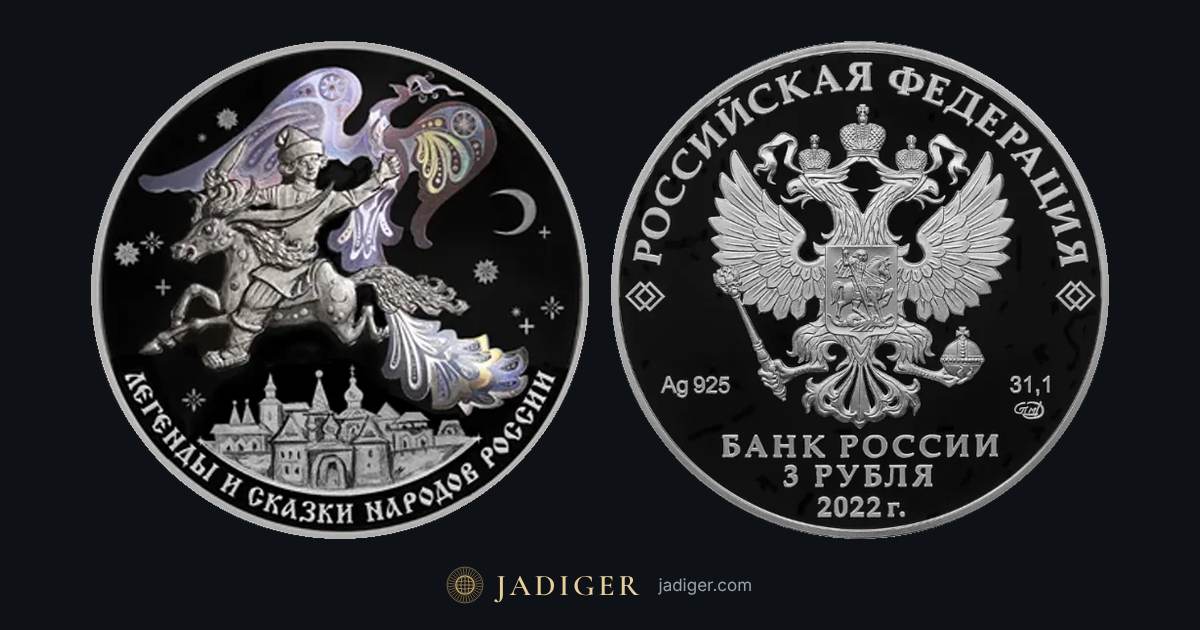 ЛЕГЕНДЫ И СКАЗКИ НАРОДОВ РОССИИ
РОССИЙСКАЯ ФЕДЕРАЦИЯ
Ag 925
31,1
СПМД
БАНК РОССИИ
3 РУБЛЯ
2022 г.
JADIGER
jadiger.com